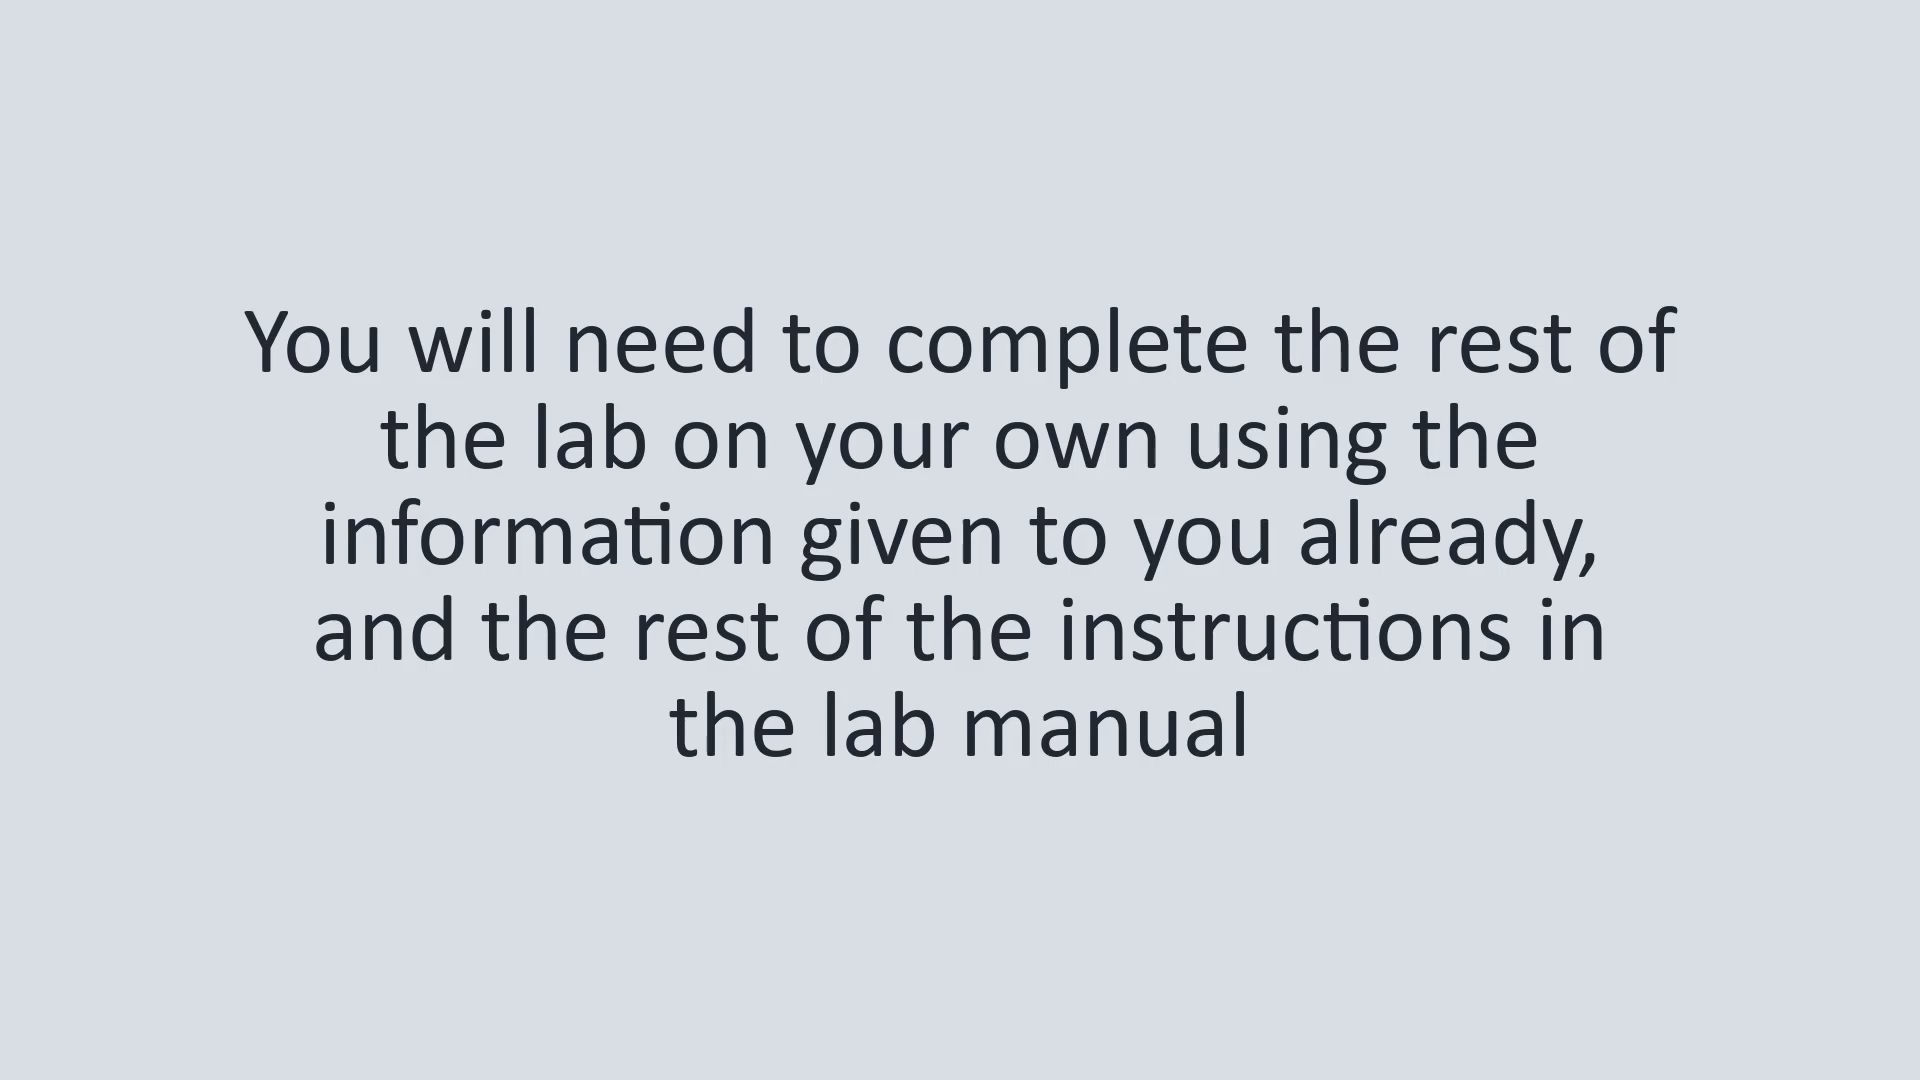 You will need to complete the rest of
the lab on your own using the
information given to you already,
and the rest of the instructions in
the lab manual